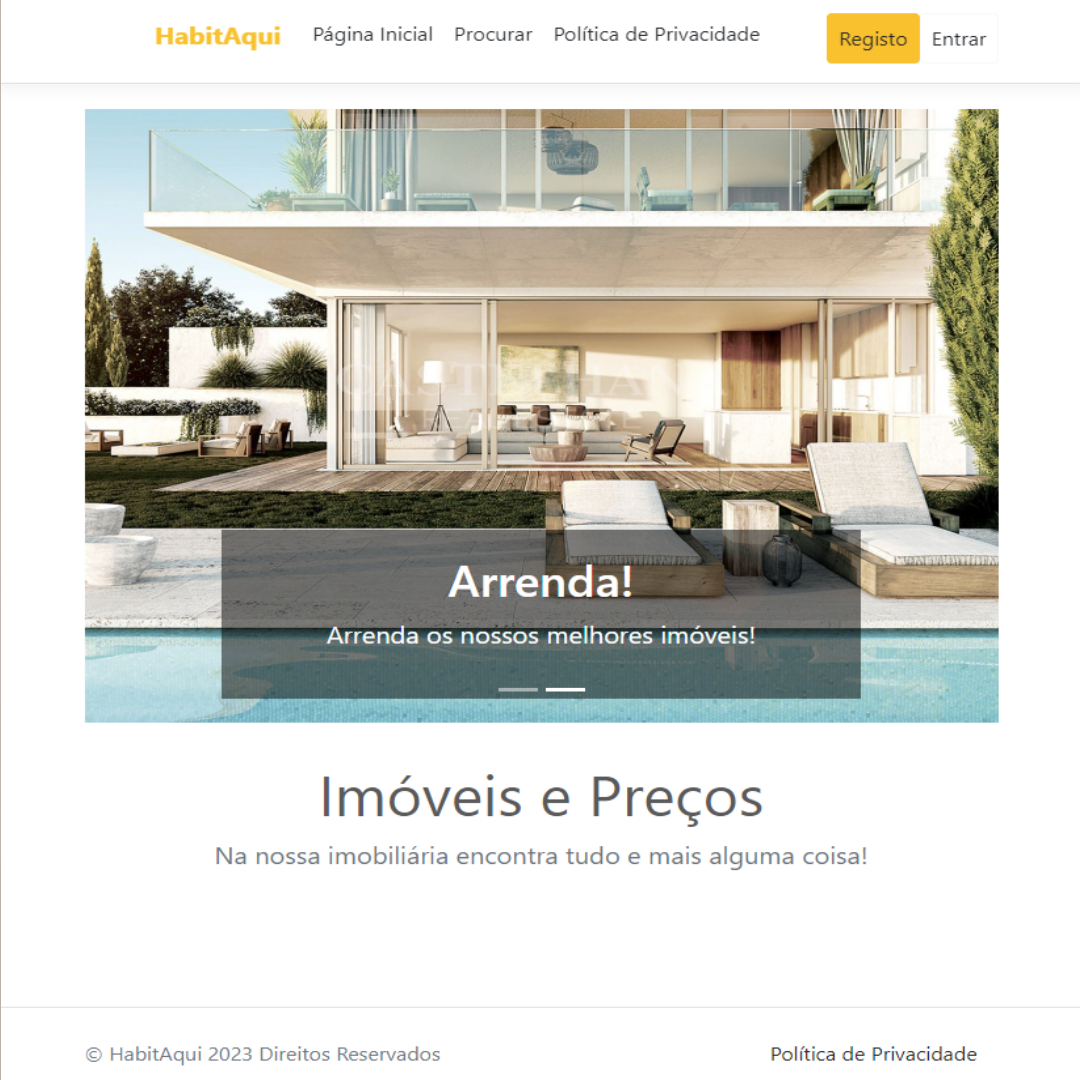 HabitAqui Página Inicial Procurar Política de Privacidade Registo Entrar
Arrenda!
Arrenda os nossos melhores imóveis!
Imóveis e Preços
Na nossa imobiliária encontra tudo e mais alguma coisa!
© HabitAqui 2023 Direitos Reservados Política de Privacidade